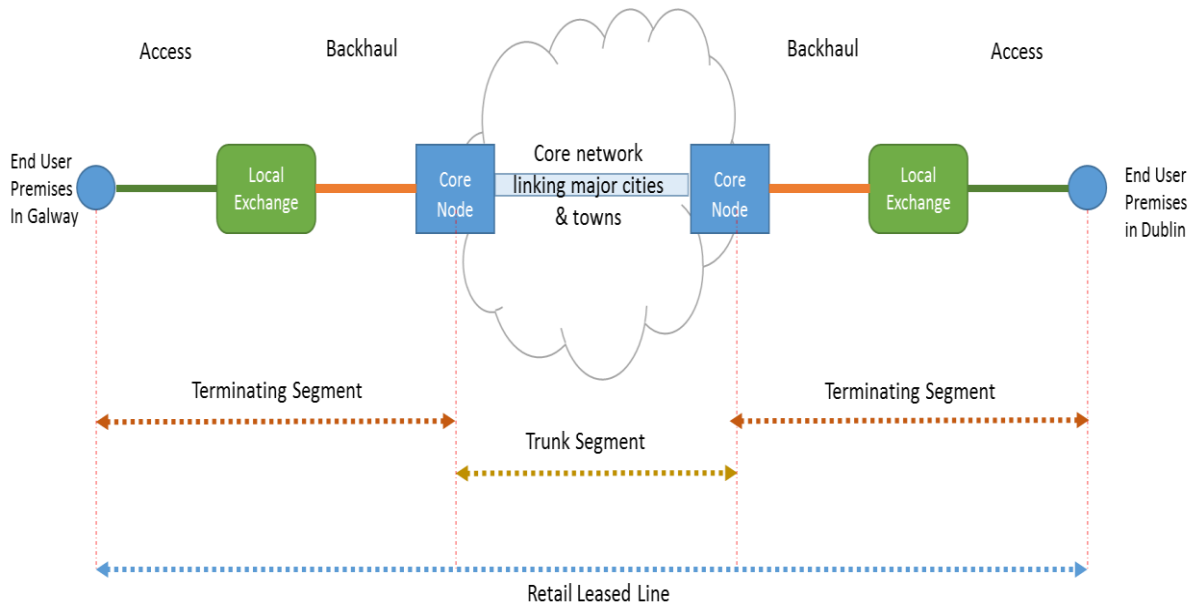 Access
Backhaul
Backhaul
Access
End User
Premises
In Galway
Local
Exchange
Core
Node
Core network
linking major cities
& towns
Core
Node
Local
Exchange
End User
Premises
in Dublin
Terminating Segment
Terminating Segment
Trunk Segment
Retail Leased Line